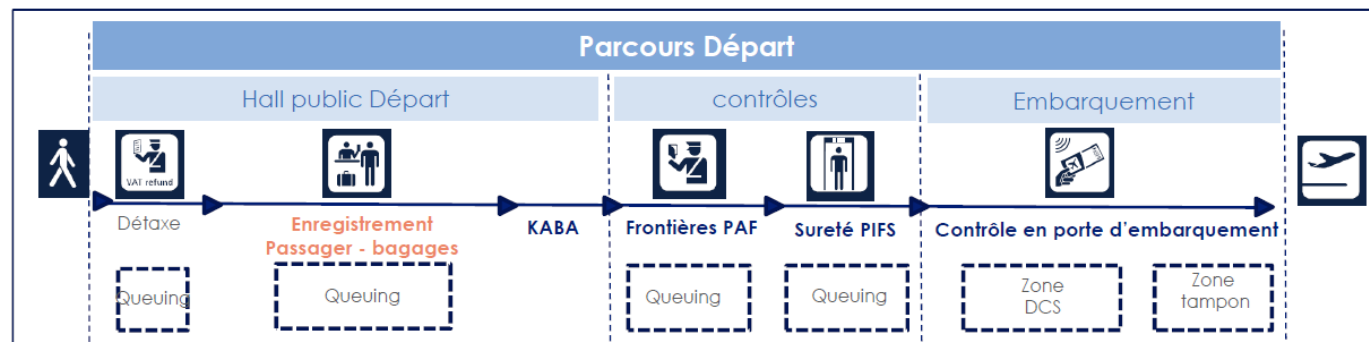 Parcours Départ
Hall public Départ
contrôles
Embarquement
VAT refund
Détaxe
Enregistrement
Passager - bagages
KABA
Frontières PAF
Sureté PIFS
Contrôle en porte d'embarquement
Queuing
Queuing
Queuing
Queuing
Zone
DCS
Zone
tampon